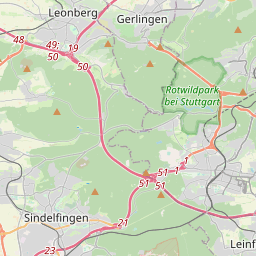 Leonberg
Gerlingen
48
49; 19
50
50
Rotwildpark
bei Stuttgart
1
51 1
51
51
Sindelfingen
21
23
Leinf